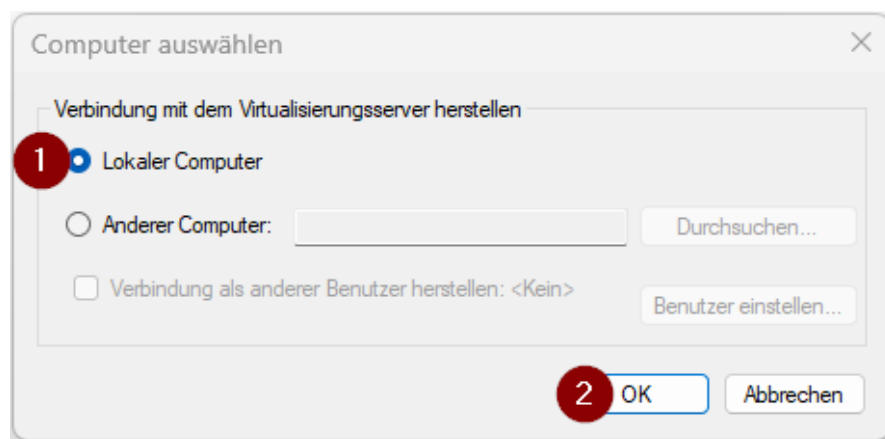 Computer auswählen
Verbindung mit dem Virtualisierungsserver herstellen
1 Lokaler Computer
Anderer Computer: Durchsuchen...
Verbindung als anderer Benutzer herstellen: <Kein>
Benutzer einstellen...
2 OK Abbrechen